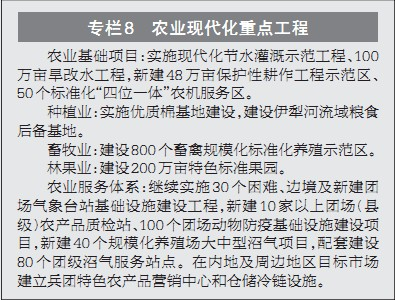 专栏8 农业现代化重点工程
农业基础项目:实施现代化节水灌溉示范工程、100
万亩旱改水工程,新建48万亩保护性耕作工程示范区、
50个标准化“四位一体”农机服务区。
种植业:实施优质棉基地建设,建设伊犁河流域粮食
后备基地。
畜牧业:建设800个畜禽规模化标准化养殖示范区。
林果业:建设200万亩特色标准果园。
农业服务体系:继续实施30个困难、边境及新建团
场气象台站基础设施建设工程,新建10家以上团场(县
级)农产品质检站、100个团场动物防疫基础设施建设项
目,新建40个规模化养殖场大中型沼气项目,配套建设
80个团级沼气服务站点。在内地及周边地区目标市场
建立兵团特色农产品营销中心和仓储冷链设施。